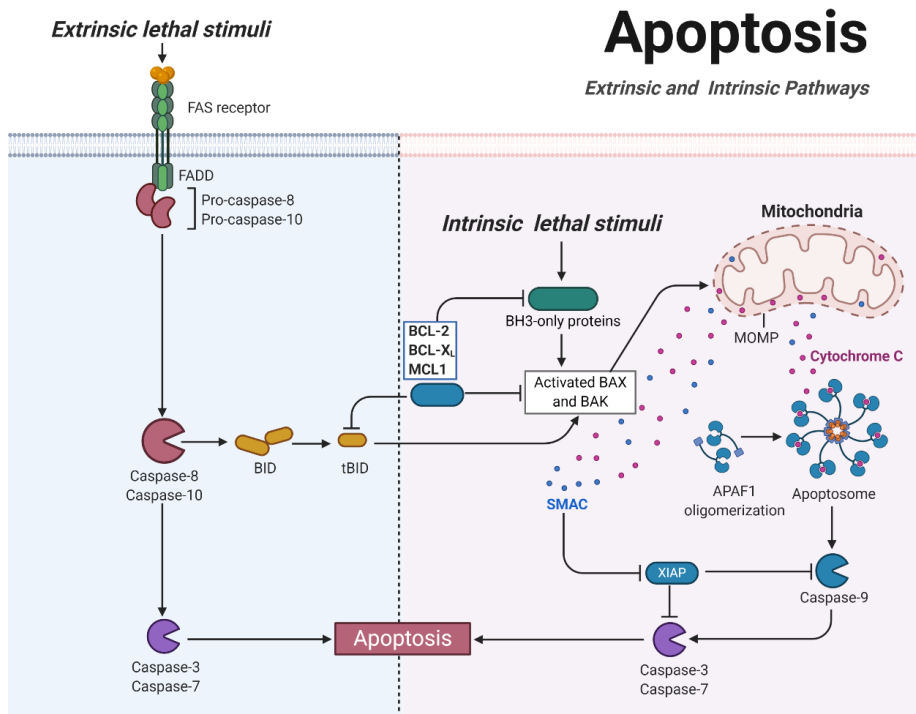 Apoptosis
Extrinsic and Intrinsic Pathways
Extrinsic lethal stimuli
FAS receptor
FADD
Pro-caspase-8
Pro-caspase-10
Caspase-8
Caspase-10
BID
tBID
Caspase-3
Caspase-7
Apoptosis
Intrinsic lethal stimuli
BH3-only proteins
BCL-2
BCL-XL
MCL1
Activated BAX
and BAK
Mitochondria
MOMP
Cytochrome C
SMAC
APAF1
oligomerization
Apoptosome
XIAP
Caspase-9
Caspase-3
Caspase-7